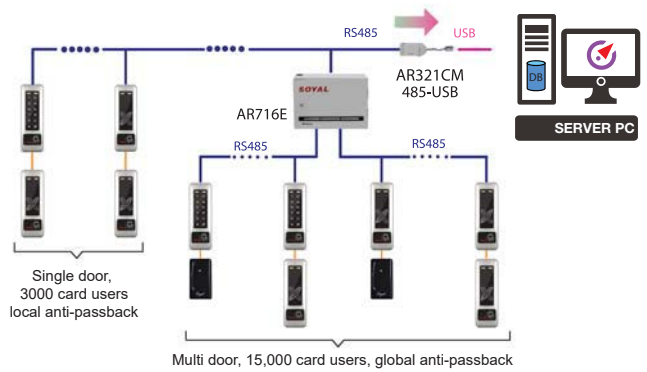 RS485
USB
AR321CM
485-USB
DB
SERVER PC
SOYAL
AR716E
RS485
RS485
Single door,
3000 card users
local anti-passback
Multi door, 15,000 card users, global anti-passback